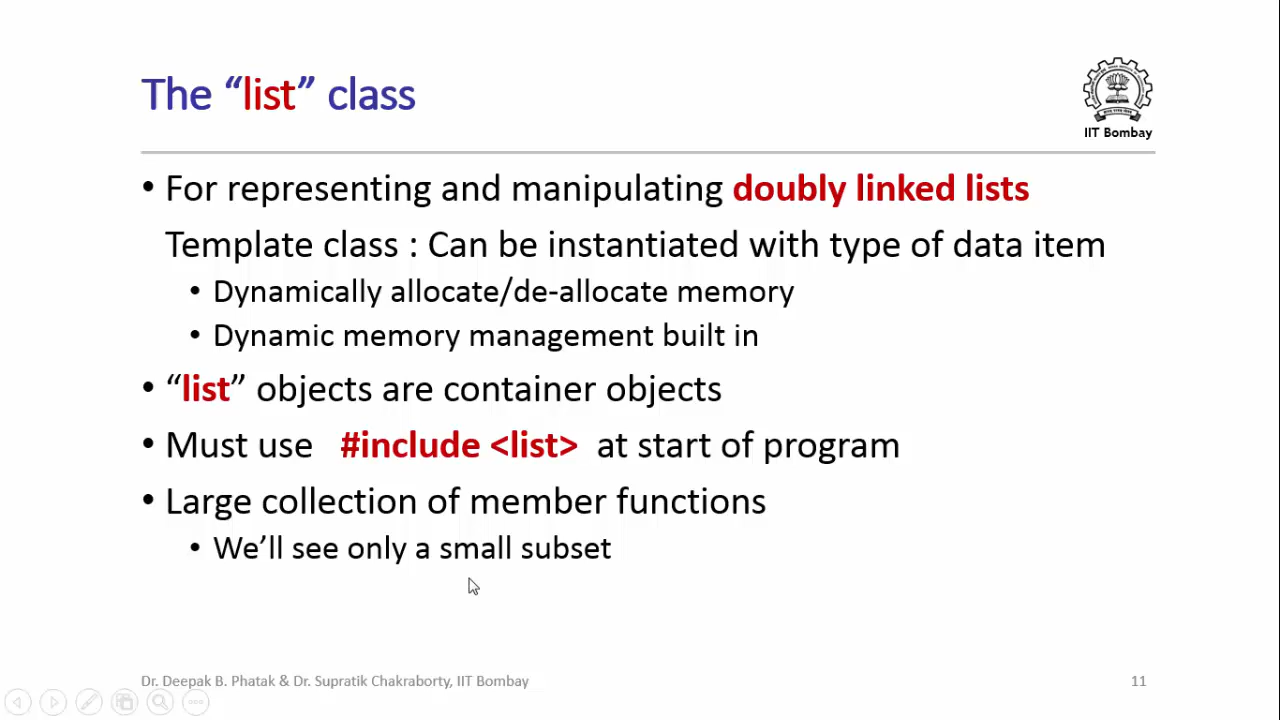 The “list” class
IIT Bombay
• For representing and manipulating doubly linked lists
Template class : Can be instantiated with type of data item
• Dynamically allocate/de-allocate memory
• Dynamic memory management built in
• “list” objects are container objects
• Must use #include <list> at start of program
• Large collection of member functions
• We’ll see only a small subset
Dr. Deepak B. Phatak & Dr. Supratik Chakraborty, IIT Bombay
11